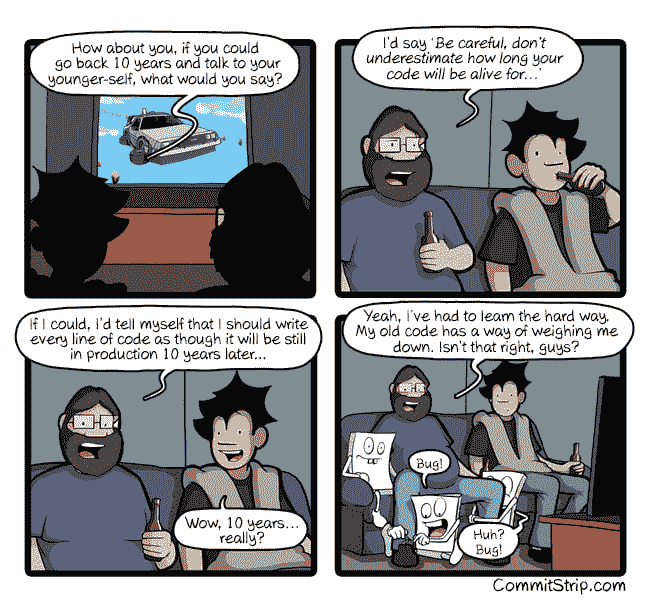 How about you, if you could
go back 10 years and talk to your
younger-self, what would you say?
I'd say 'Be careful, don't
underestimate how long your
code will be alive for...'
If I could, i'd tell myself that I should write
every line of code as though it will be still
in production 10 years later...
Wow, 10 years...
really?
Yeah, I've had to learn the hard way.
My old code has a way of weighing me
down. Isn't that right, guys?
Bug!
Huh?
Bug!
CommitStrip.com